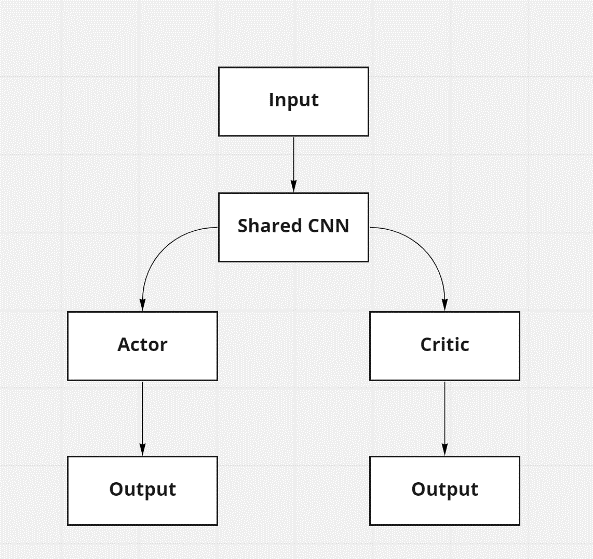 Input
Shared CNN
Actor
Critic
Output
Output